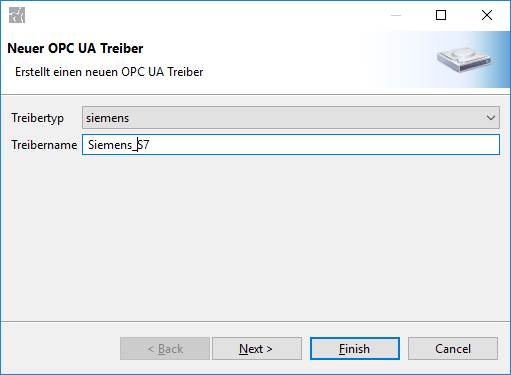 Neuer OPC UA Treiber
Erstellt einen neuen OPC UA Treiber
Treibertyp siemens
Treibername Siemens_S7
< Back Next > Finish Cancel